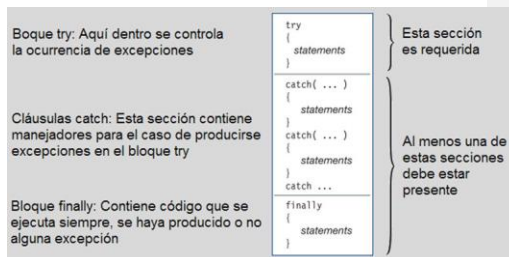 Boque try: Aquí dentro se controla
la ocurrencia de excepciones
try
{
statements
}
Esta sección
es requerida
Cláusulas catch: Esta sección contiene
manejadores para el caso de producirse
excepciones en el bloque try
catch( ... )
{
statements
}
catch( ... )
{
statements
}
catch ...
Al menos una de
estas secciones
debe estar
presente
Bloque finally: Contiene código que se
ejecuta siempre, se haya producido o no
alguna excepción
finally
{
statements
}